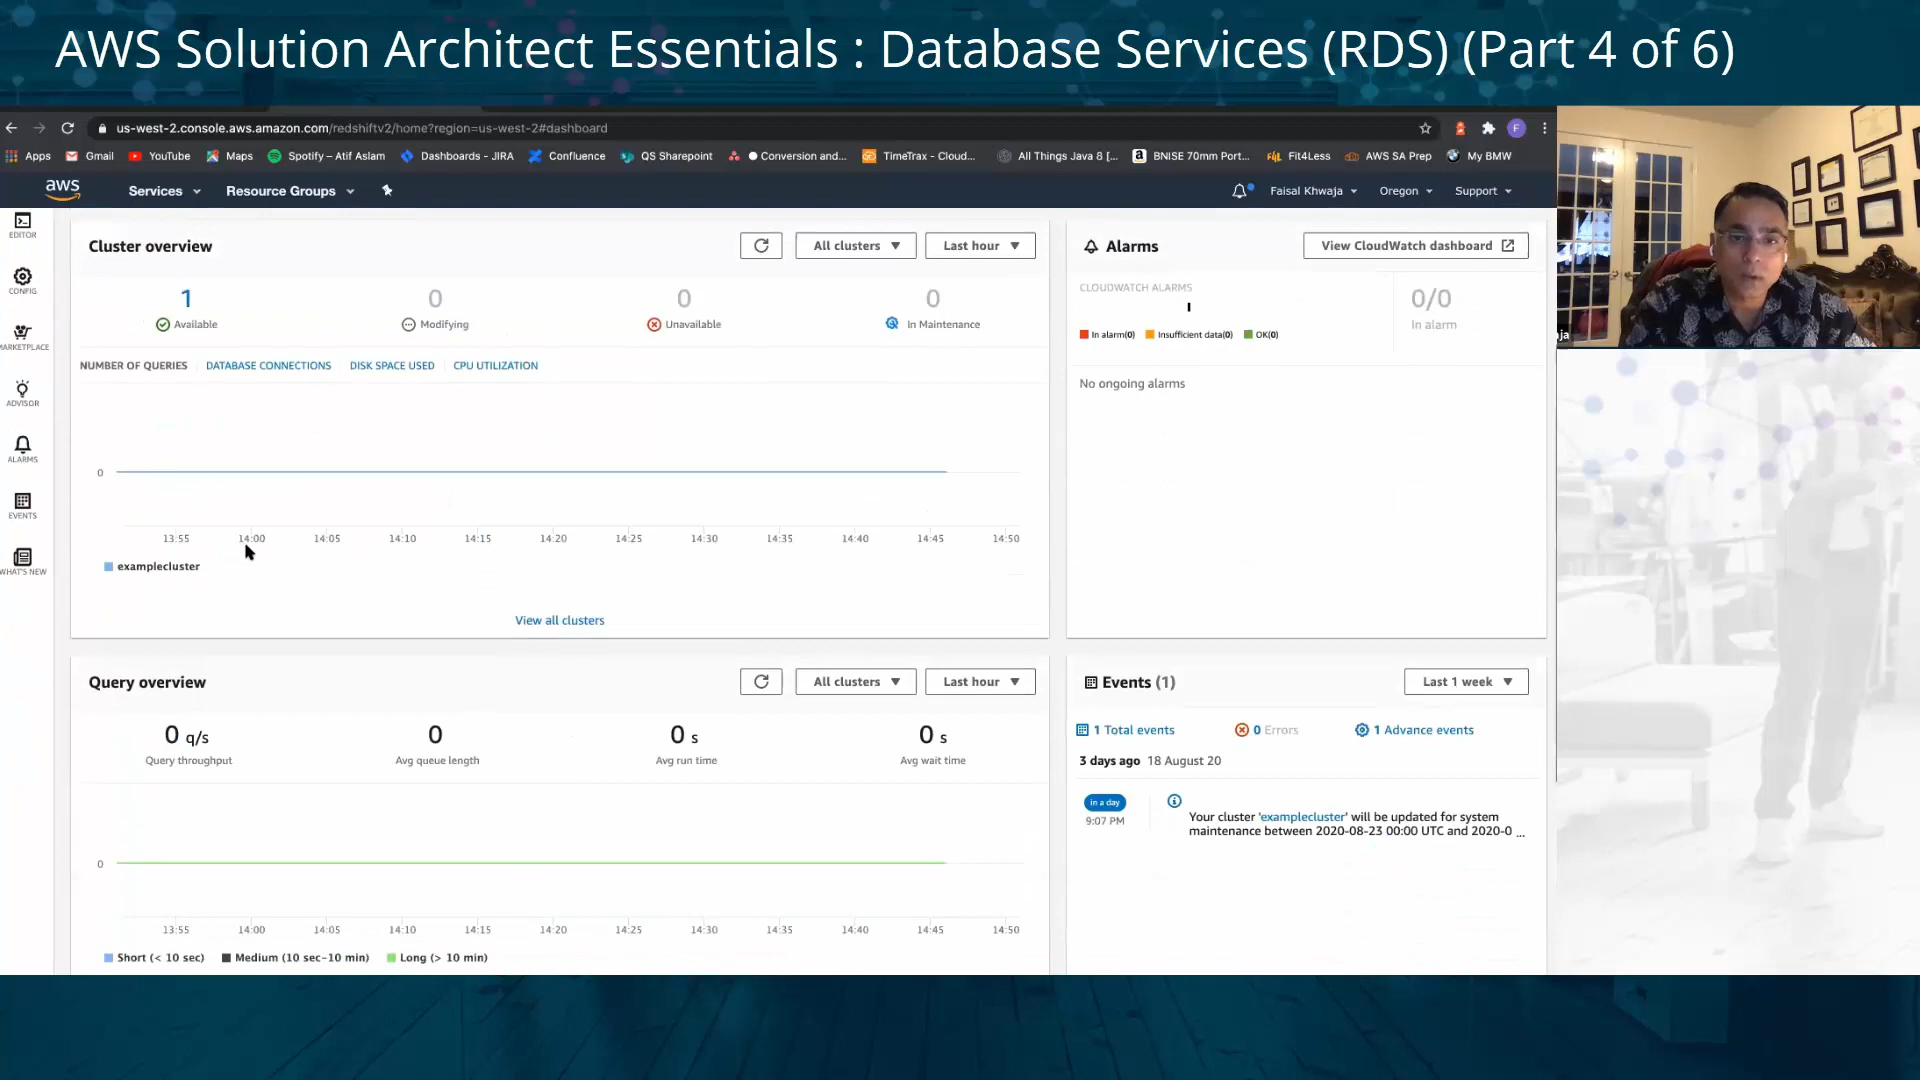 AWS Solution Architect Essentials : Database Services (RDS) (Part 4 of 6)
us-west-2.console.aws.amazon.com/redshiftv2/home?region=us-west-2#dashboard
F
Apps Gmail YouTube Maps Spotify – Atif Aslam Dashboards - JIRA Confluence QS Sharepoint Conversion and... TimeTrax - Cloud... All Things Java 8 [... BNISE 70mm Port... Fit4Less AWS SA Prep My BMW
aws Services Resource Groups Faisal Khwaja Oregon Support
EDITOR
CONFIG
MARKETPLACE
ADVISOR
ALARMS
EVENTS
WHAT'S NEW
Cluster overview All clusters Last hour
1 0 0 0
Available Modifying Unavailable In Maintenance
NUMBER OF QUERIES DATABASE CONNECTIONS DISK SPACE USED CPU UTILIZATION
0
13:55 14:00 14:05 14:10 14:15 14:20 14:25 14:30 14:35 14:40 14:45 14:50
examplecluster
View all clusters
Alarms View CloudWatch dashboard
CLOUDWATCH ALARMS
0/0
In alarm
In alarm(0) Insufficient data(0) OK(0)
No ongoing alarms
Query overview All clusters Last hour
0 q/s 0 0 s 0 s
Query throughput Avg queue length Avg run time Avg wait time
0
13:55 14:00 14:05 14:10 14:15 14:20 14:25 14:30 14:35 14:40 14:45 14:50
Short (< 10 sec) Medium (10 sec-10 min) Long (> 10 min)
Events (1) Last 1 week
1 Total events 0 Errors 1 Advance events
3 days ago 18 August 20
in a day
9:07 PM
Your cluster 'examplecluster' will be updated for system
maintenance between 2020-08-23 00:00 UTC and 2020-0 ...
ja